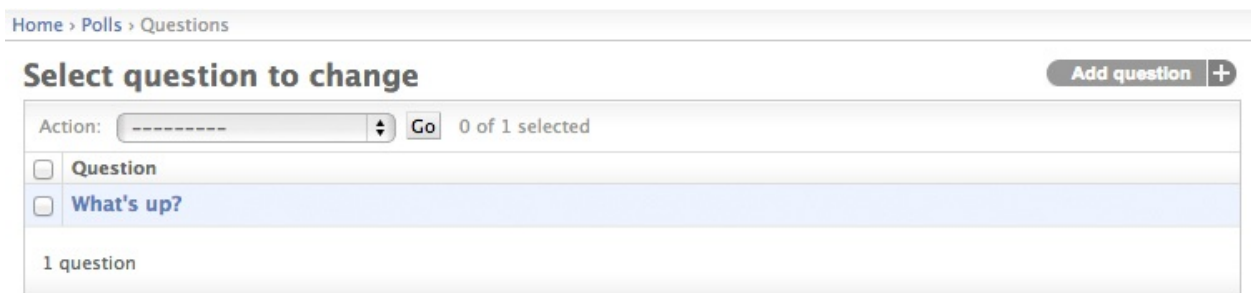 Home › Polls › Questions
Select question to change
Add question +
Action: --------- Go 0 of 1 selected
Question
What's up?
1 question